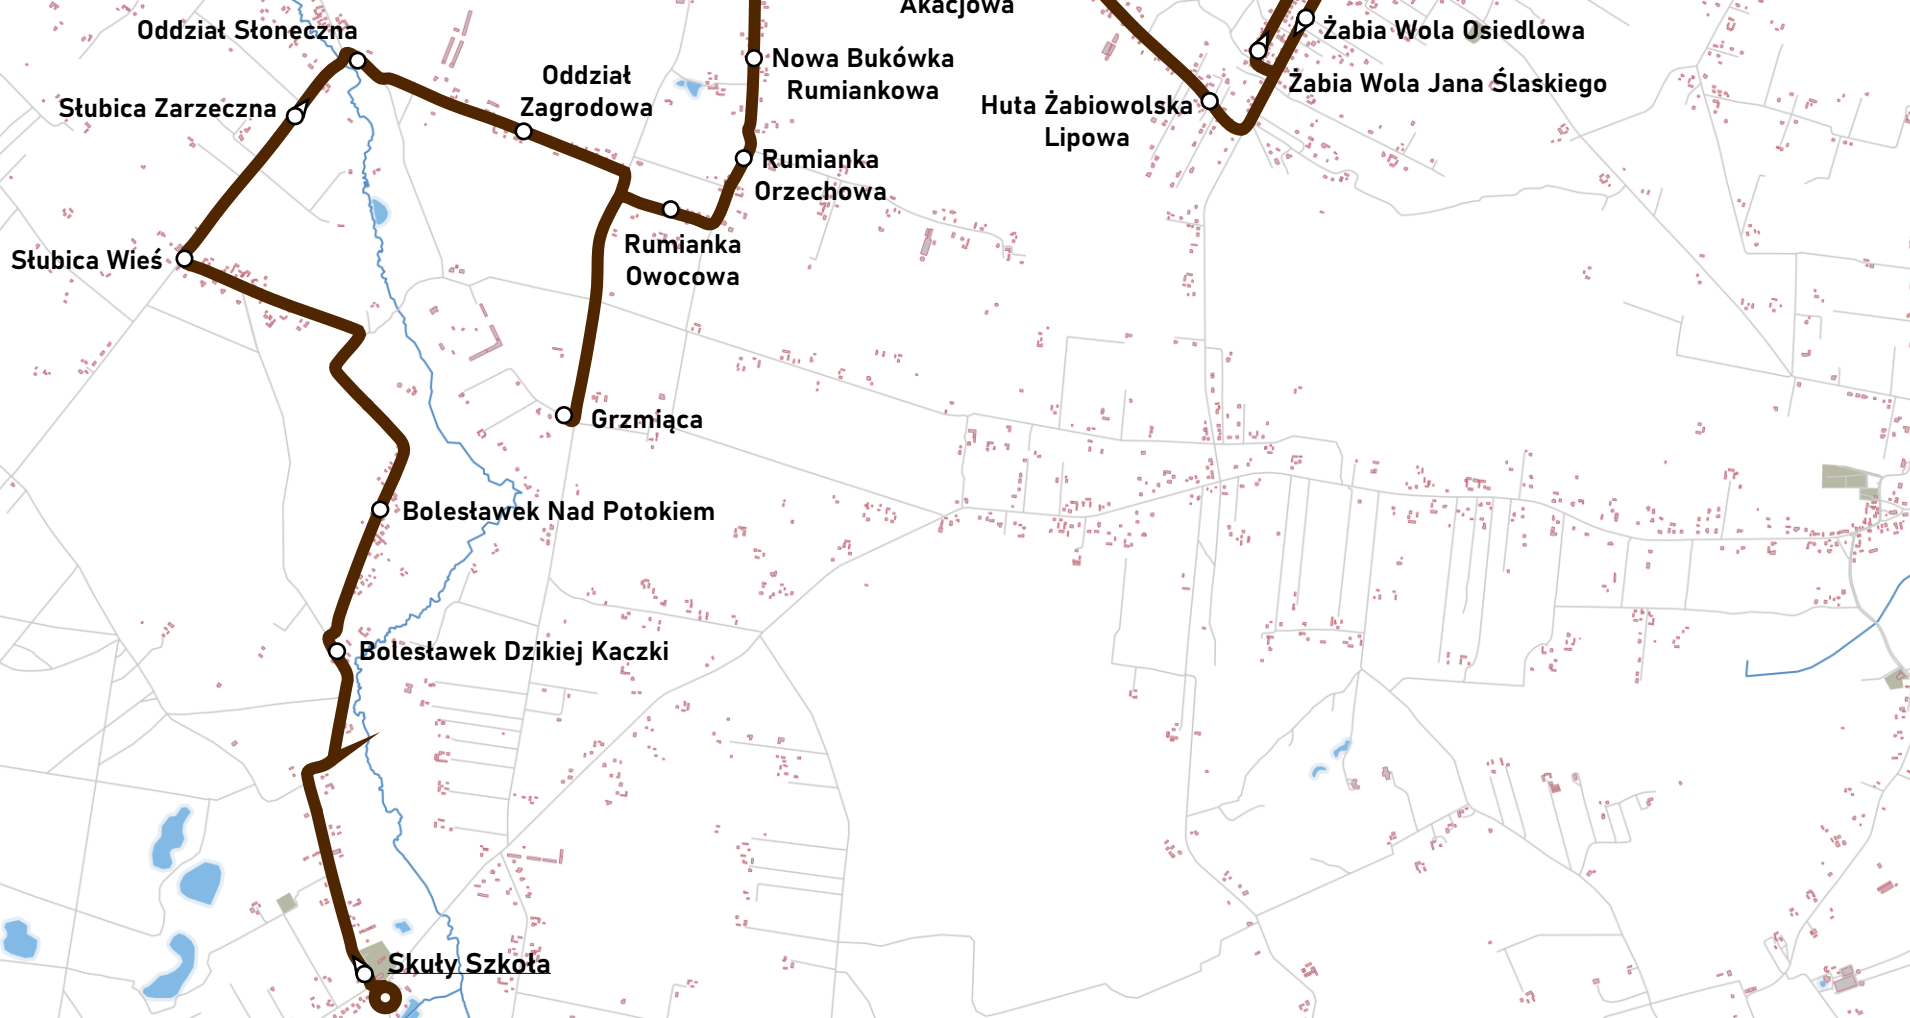 Akacjowa
Oddział Słoneczna
Żabia Wola Osiedlowa
Nowa Bukówka
Rumiankowa
Oddział
Zagrodowa
Żabia Wola Jana Ślaskiego
Słubica Zarzeczna
Huta Żabiowolska
Lipowa
Rumianka
Orzechowa
Słubica Wieś
Rumianka
Owocowa
Grzmiąca
Bolesławek Nad Potokiem
Bolesławek Dzikiej Kaczki
Skuły Szkoła